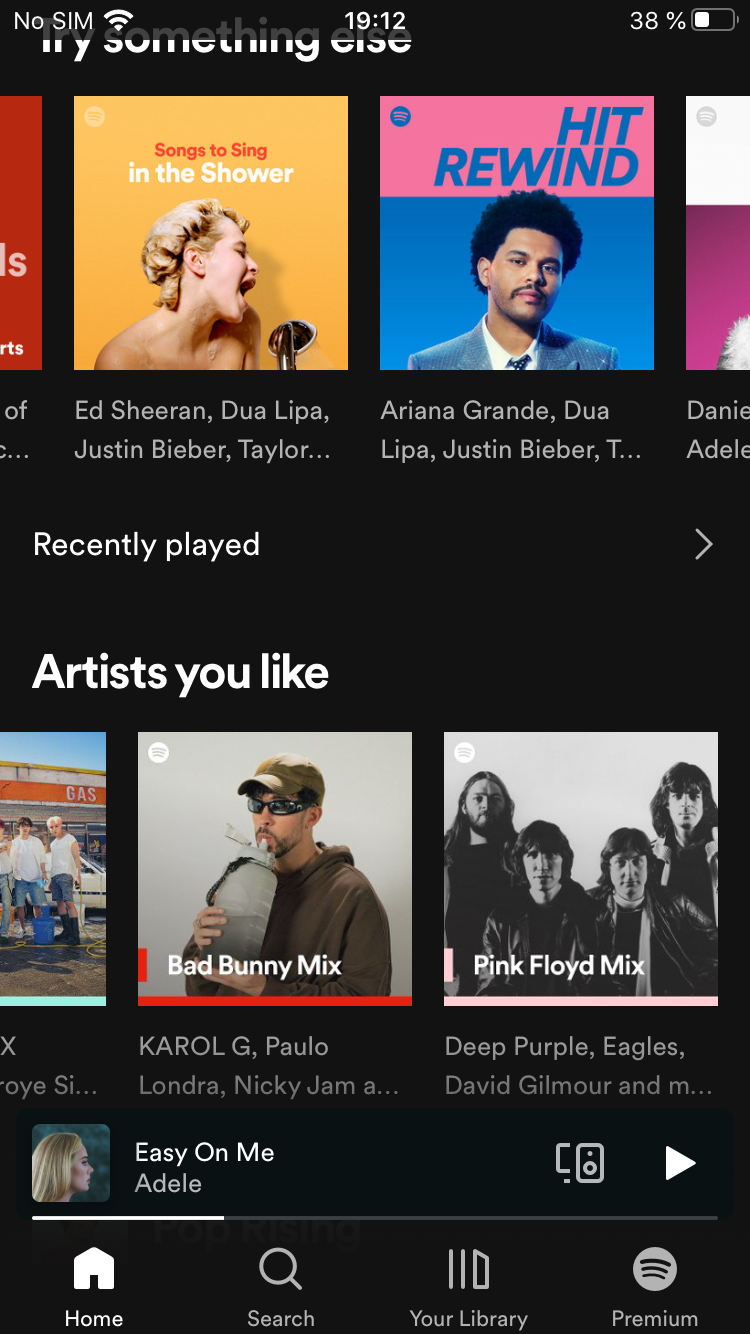 No SIM 19:12 38 %
Try something else
ls
rts
Songs to Sing
in the Shower
HIT
REWIND
of
c...
Ed Sheeran, Dua Lipa,
Justin Bieber, Taylor...
Ariana Grande, Dua
Lipa, Justin Bieber, T...
Danie
Adele
Recently played
Artists you like
GAS
Bad Bunny Mix
Pink Floyd Mix
X
roye Si...
KAROL G, Paulo
Londra, Nicky Jam a...
Deep Purple, Eagles,
David Gilmour and m...
Easy On Me
Adele
Pop Rising
Home Search Your Library Premium